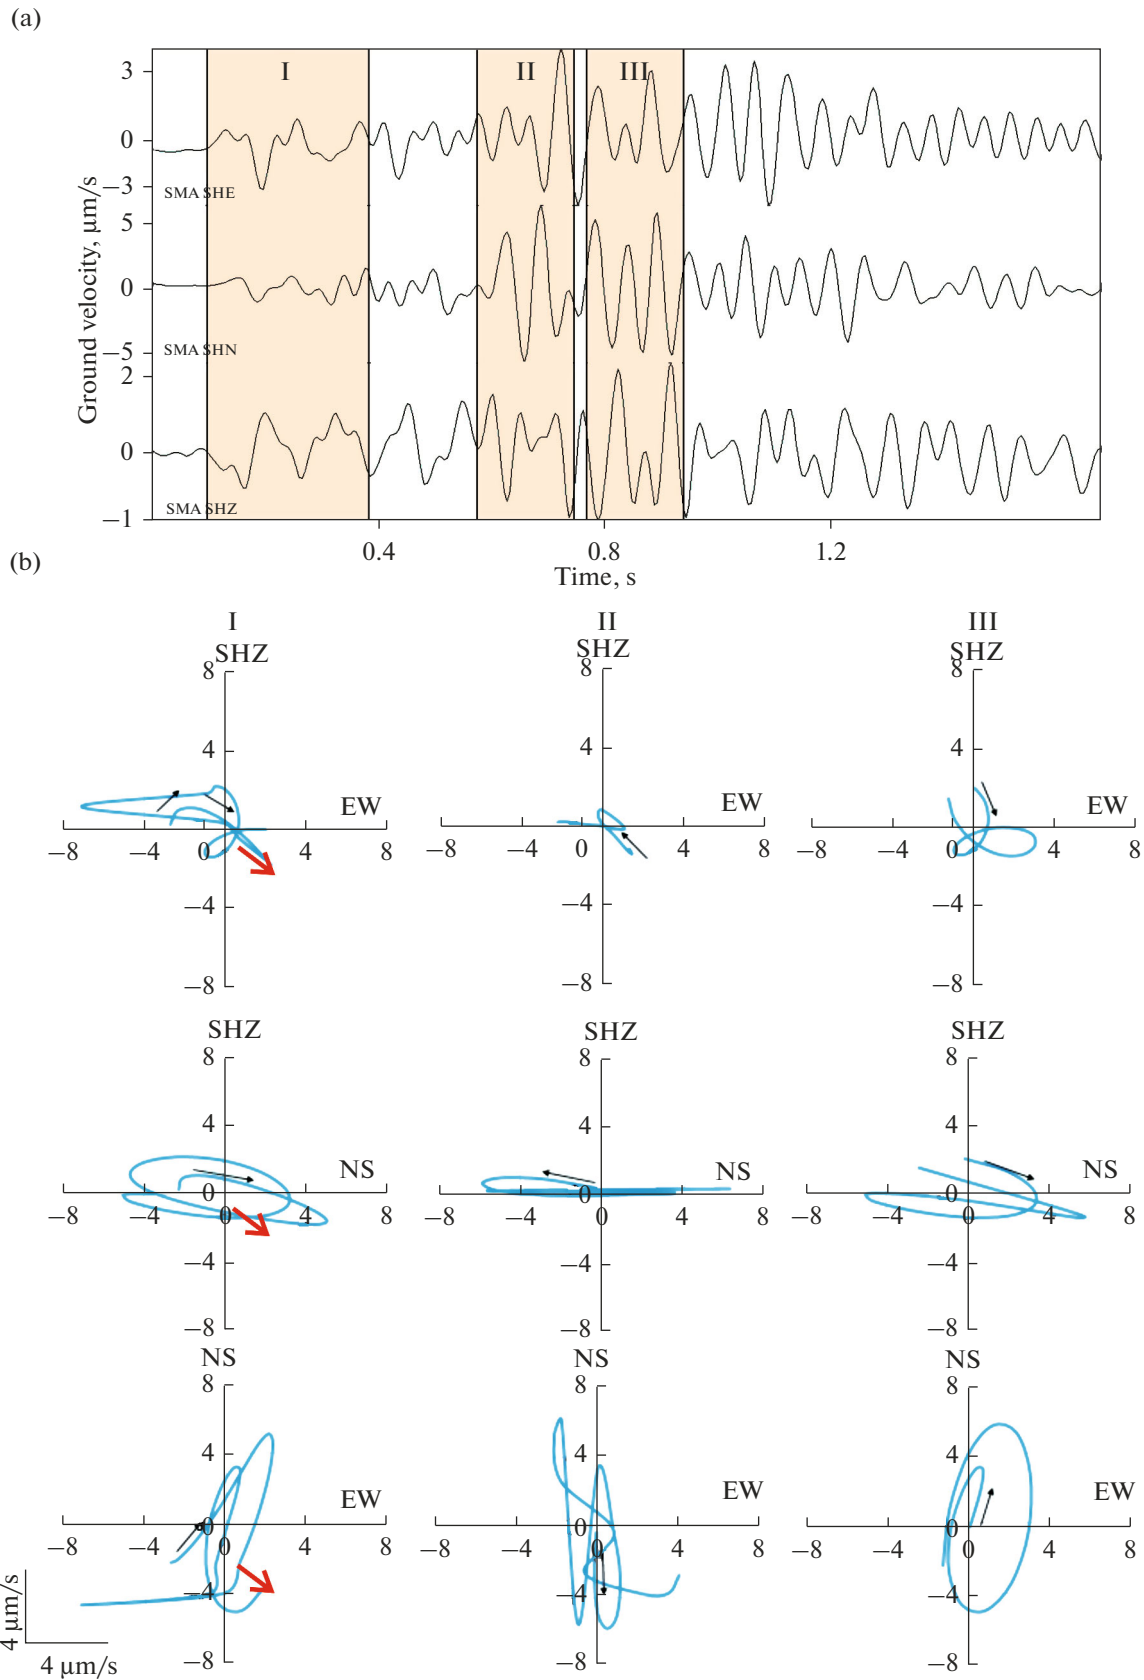 (a)
I II III
3
0
−3
SMA SHE
5
0
−5
SMA SHN
2
0
−1
SMA SHZ
Ground velocity, μm/s
0.4 0.8 1.2
Time, s
(b)
I II III
SHZ SHZ SHZ
8 8 8
4 4 4
EW EW EW
−8 −4 0 4 8 −8 −4 0 4 8 −8 −4 0 4 8
−4 −4 −4
−8 −8 −8
SHZ SHZ SHZ
8 8 8
4 4 4
NS NS NS
0 0 0
−8 −4 0 4 8 −8 −4 0 4 8 −8 −4 0 4 8
−4 −4 −4
−8 −8 −8
NS NS NS
8 8 8
4 4 4
EW EW EW
0 0 0
−8 −4 0 4 8 −8 −4 0 4 8 −8 −4 0 4 8
−4 −4 −4
−8 −8 −8
4 μm/s
4 μm/s